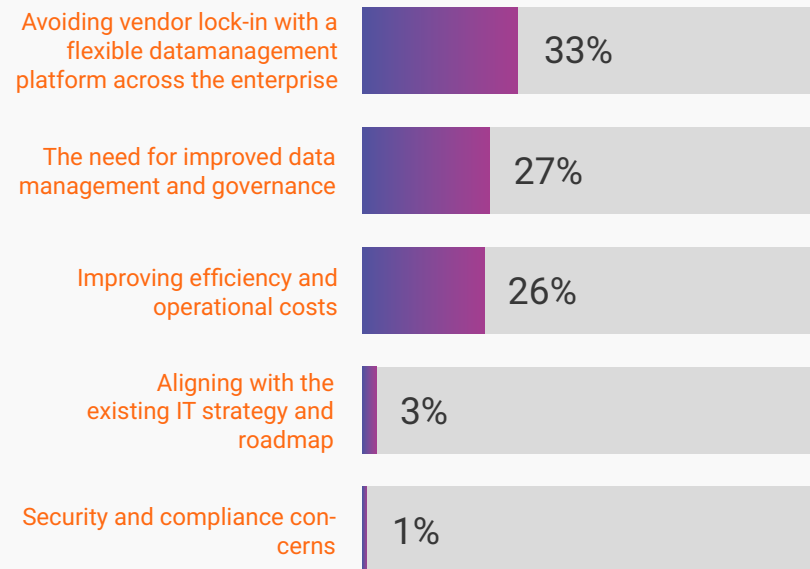 Avoiding vendor lock-in with a
flexible datamanagement
platform across the enterprise
33%
The need for improved data
management and governance
27%
Improving efficiency and
operational costs
26%
Aligning with the
existing IT strategy and
roadmap
3%
Security and compliance con-
cerns
1%